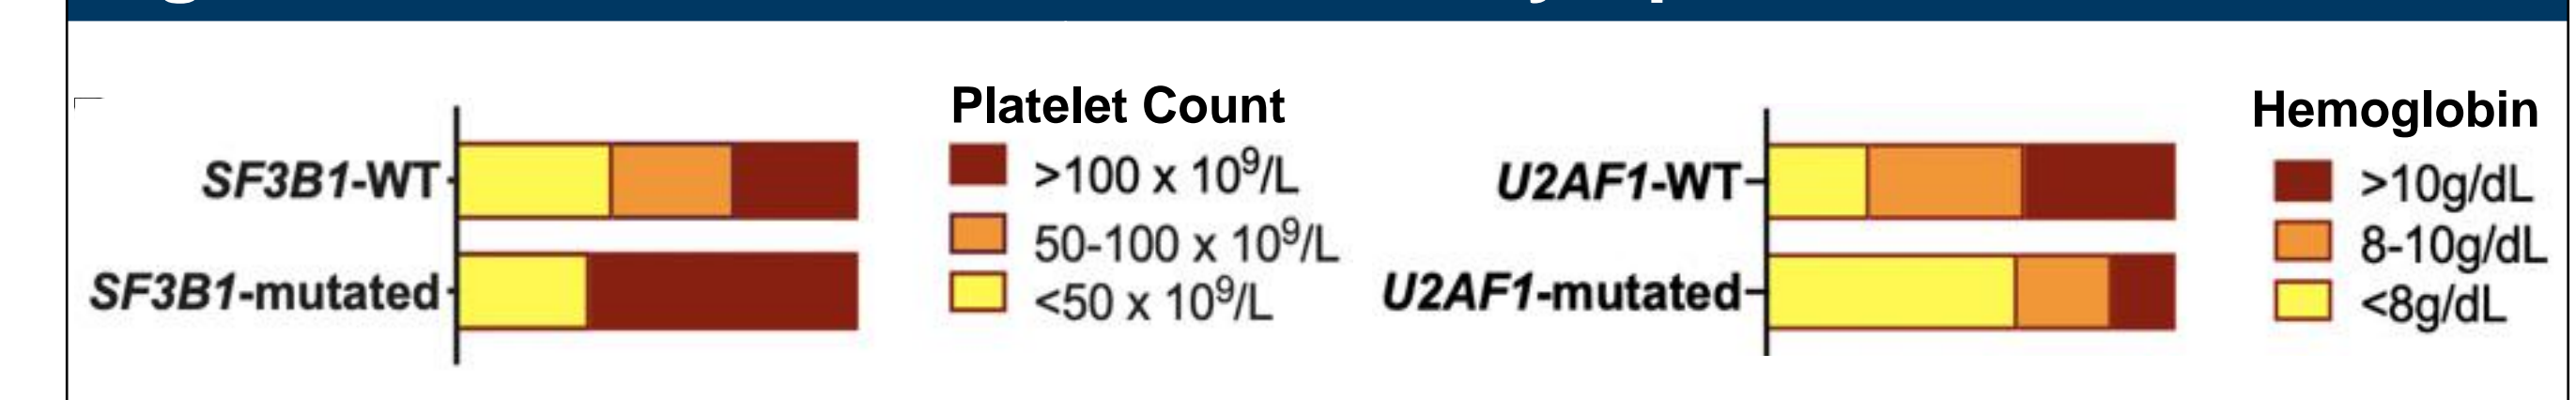 SF3B1-WT
SF3B1-mutated
Platelet Count
>100 x 10⁹/L
50-100 x 10⁹/L
<50 x 10⁹/L
U2AF1-WT
U2AF1-mutated
Hemoglobin
>10g/dL
8-10g/dL
<8g/dL